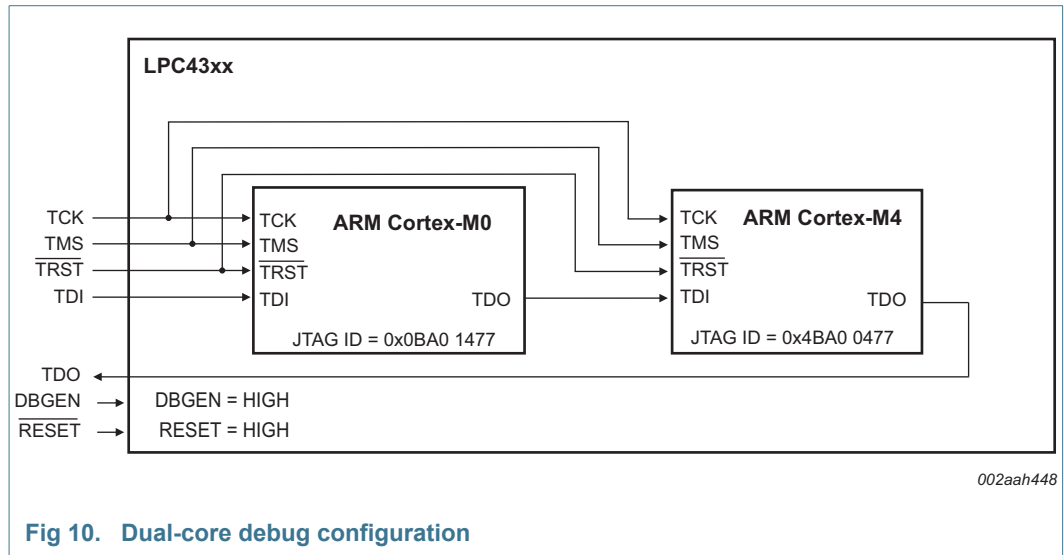 LPC43xx
TCK
TMS
TRST
TDI
TDO
DBGEN
RESET
TCK
TMS
TRST
TDI
ARM Cortex-M0
TDO
JTAG ID = 0x0BA0 1477
TCK
TMS
TRST
TDI
ARM Cortex-M4
TDO
JTAG ID = 0x4BA0 0477
DBGEN = HIGH
RESET = HIGH
002aah448
Fig 10. Dual-core debug configuration